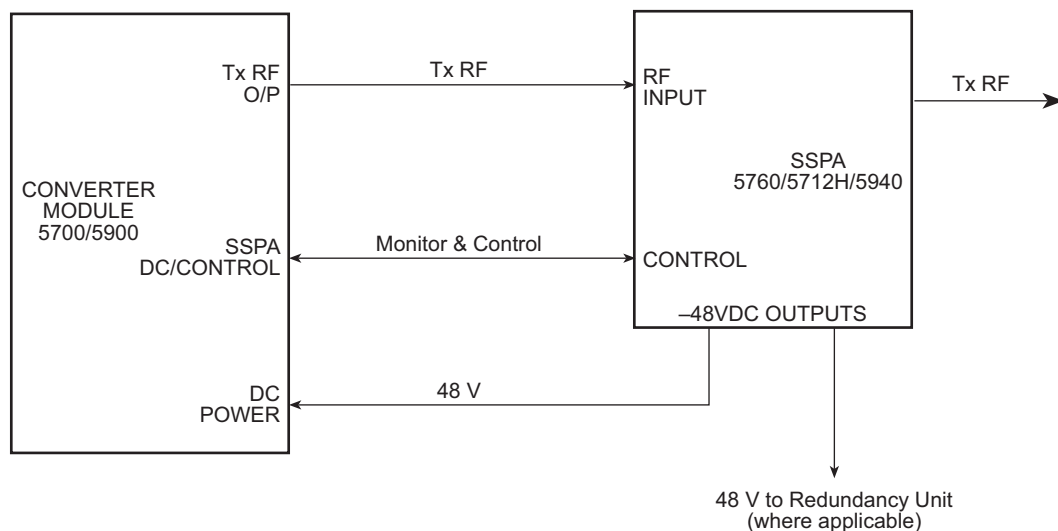 Tx RF
O/P
Tx RF
RF
INPUT
Tx RF
SSPA
5760/5712H/5940
CONVERTER
MODULE
5700/5900
SSPA
DC/CONTROL
Monitor & Control
CONTROL
–48VDC OUTPUTS
DC
POWER
48 V
48 V to Redundancy Unit
(where applicable)